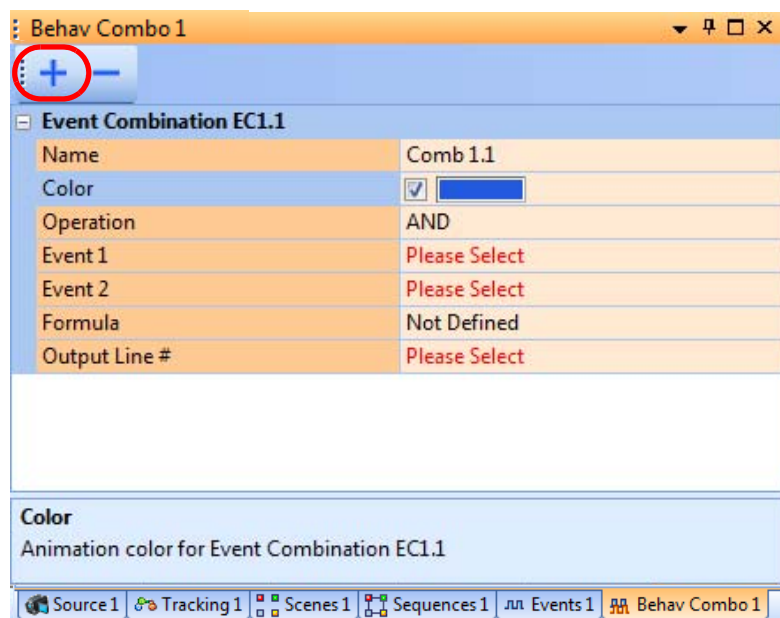 Behav Combo 1
Event Combination EC1.1
Name Comb 1.1
Color
Operation AND
Event 1 Please Select
Event 2 Please Select
Formula Not Defined
Output Line # Please Select
Color
Animation color for Event Combination EC1.1
Source 1 Tracking 1 Scenes 1 Sequences 1 Events 1 Behav Combo 1